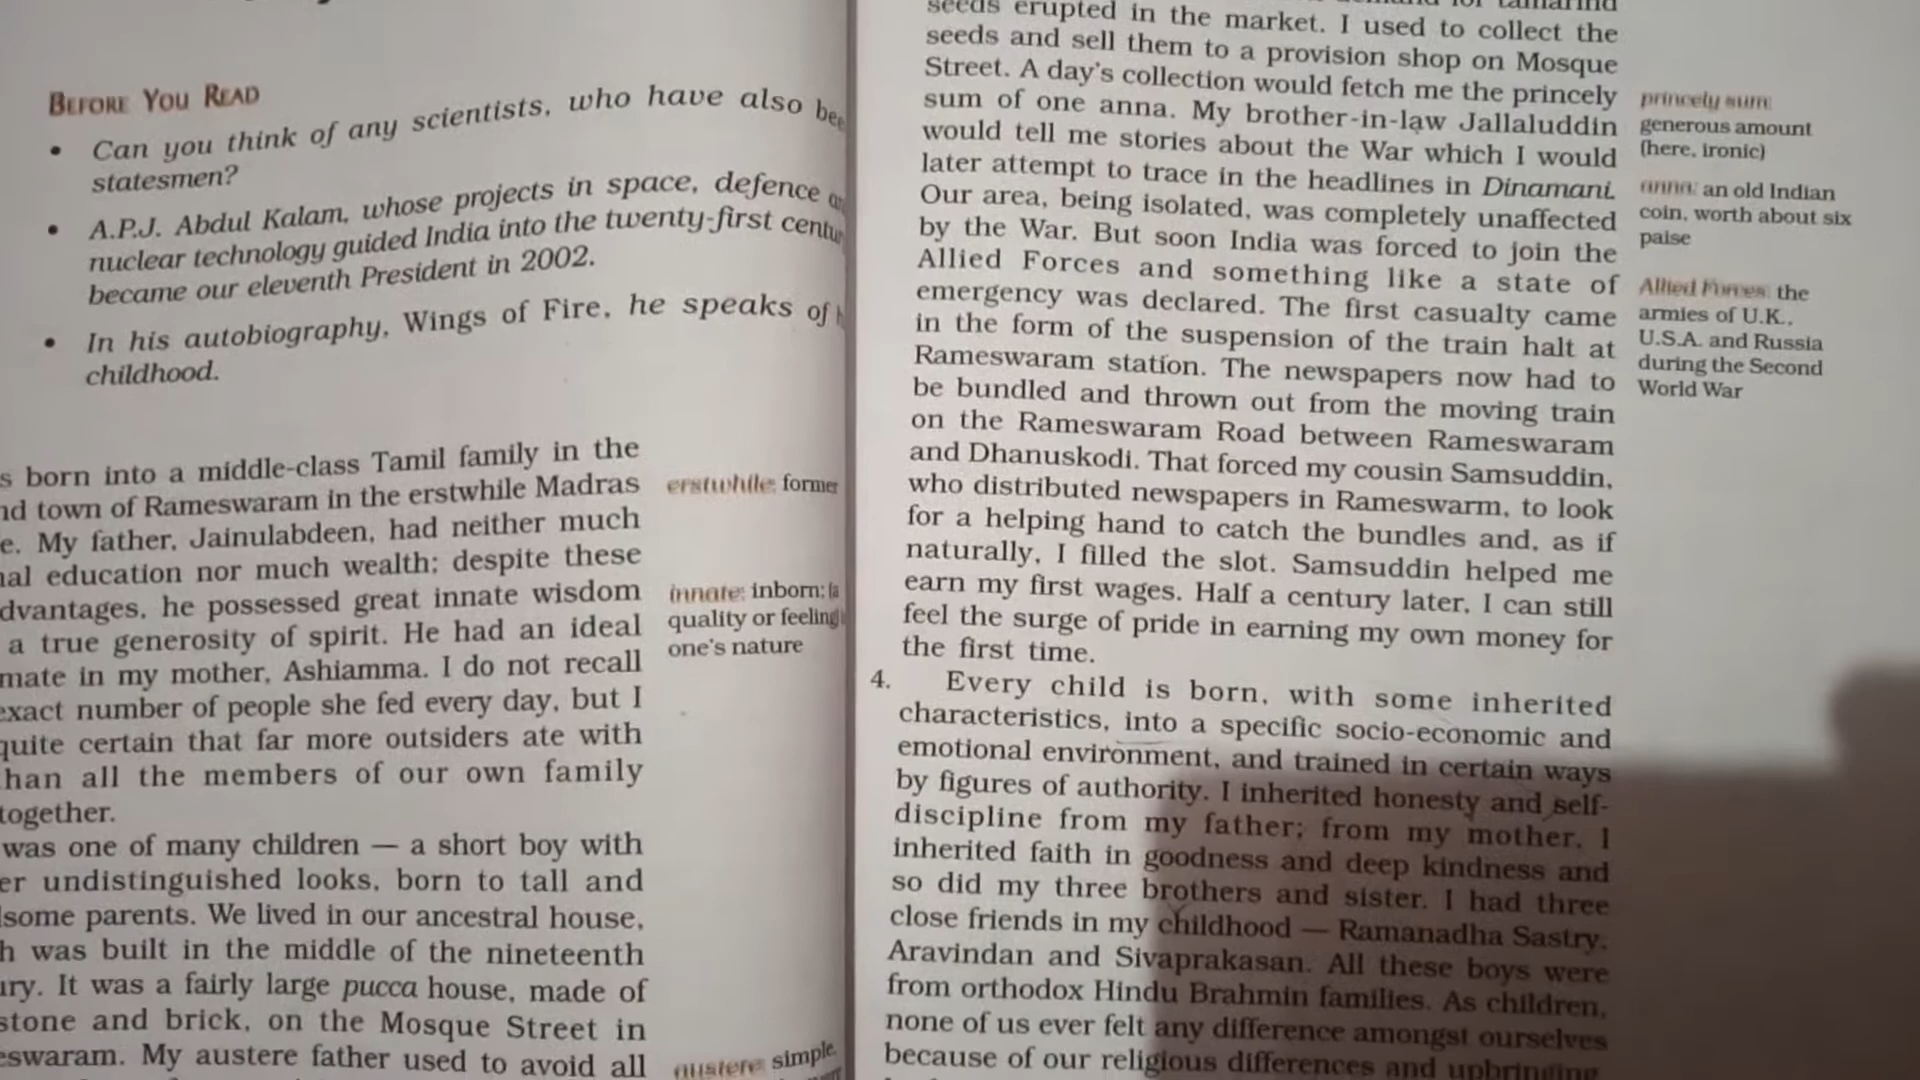 BEFORE YOU READ
• Can you think of any scientists, who have also
statesmen?
• A.P.J. Abdul Kalam, whose projects in space, defence
nuclear technology guided India into the twenty-first
became our eleventh President in 2002.
• In his autobiography, Wings of Fire, he speaks of
childhood.
born into a middle-class Tamil family in the
town of Rameswaram in the erstwhile Madras
My father, Jainulabdeen, had neither much
education nor much wealth; despite these
he possessed great innate wisdom
a true generosity of spirit. He had an ideal
in my mother, Ashiamma. I do not recall
exact number of people she fed every day, but I
quite certain that far more outsiders ate with
than all the members of our own family
together.
was one of many children — a short boy with
undistinguished looks, born to tall and
parents. We lived in our ancestral house,
was built in the middle of the nineteenth
It was a fairly large pucca house, made of
stone and brick, on the Mosque Street in
My austere father used to avoid all
erstwhile: former
innate: inborn;
quality or feeling
one's nature
austere: simple,
seeds erupted in the market. I used to collect the
seeds and sell them to a provision shop on Mosque
Street. A day's collection would fetch me the princely
sum of one anna. My brother-in-law Jallaluddin
would tell me stories about the War which I would
later attempt to trace in the headlines in Dinamani.
Our area, being isolated, was completely unaffected
by the War. But soon India was forced to join the
Allied Forces and something like a state of
emergency was declared. The first casualty came
in the form of the suspension of the train halt at
Rameswaram station. The newspapers now had to
be bundled and thrown out from the moving train
on the Rameswaram Road between Rameswaram
and Dhanuskodi. That forced my cousin Samsuddin,
who distributed newspapers in Rameswarm, to look
for a helping hand to catch the bundles and, as if
naturally, I filled the slot. Samsuddin helped me
earn my first wages. Half a century later, I can still
feel the surge of pride in earning my own money for
the first time.
4. Every child is born, with some inherited
characteristics, into a specific socio-economic and
emotional environment, and trained in certain ways
by figures of authority. I inherited honesty and self-
discipline from my father; from my mother, I
inherited faith in goodness and deep kindness and
so did my three brothers and sister. I had three
close friends in my childhood — Ramanadha Sastry,
Aravindan and Sivaprakasan. All these boys were
from orthodox Hindu Brahmin families. As children,
none of us ever felt any difference amongst ourselves
because of our religious differences and upbringing.
princely sum:
generous amount
(here, ironic)
anna: an old Indian
coin, worth about six
paise
Allied Forces: the
armies of U.K.,
U.S.A. and Russia
during the Second
World War